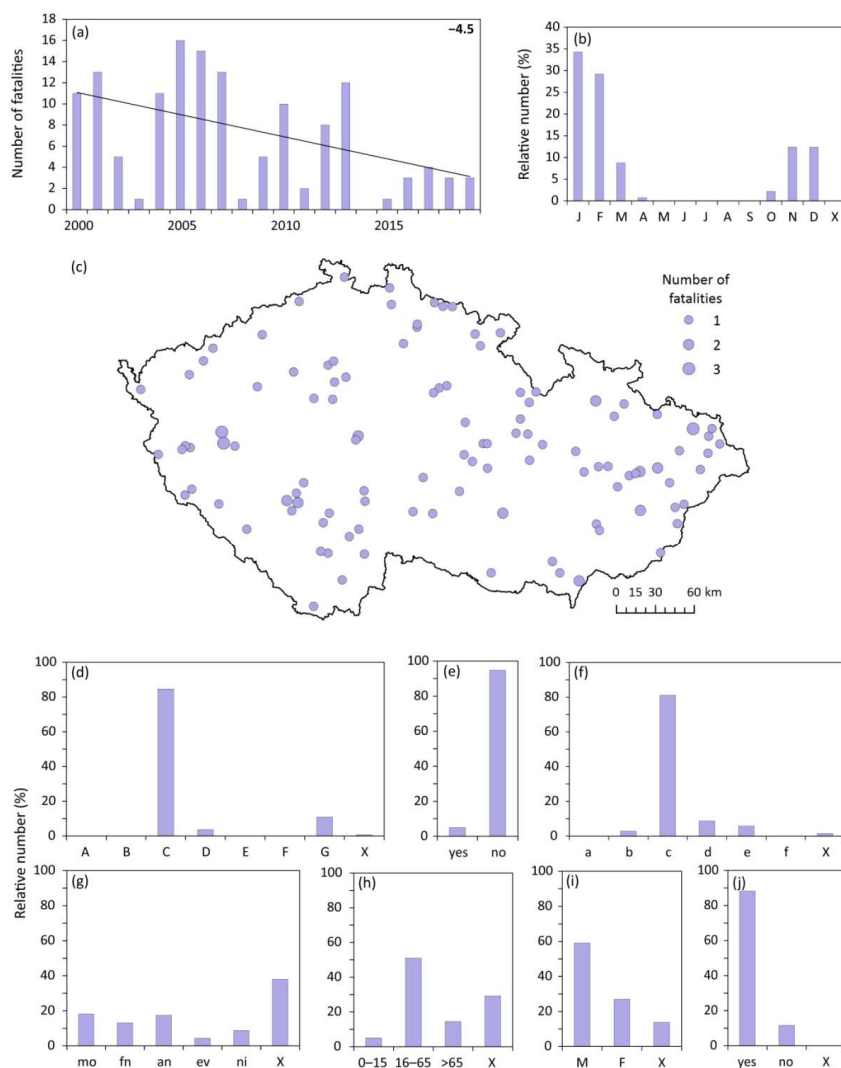 (a)
−4.5
Number of fatalities
18
16
14
12
10
8
6
4
2
0
2000 2005 2010 2015
(b)
Relative number (%)
40
35
30
25
20
15
10
5
0
J F M A M J J A S O N D X
(c)
Number of
fatalities
1
2
3
0 15 30 60 km
(d)
100
80
60
40
20
0
A B C D E F G X
(e)
100
80
60
40
20
0
yes no
(f)
100
80
60
40
20
0
a b c d e f X
Relative number (%)
(g)
100
80
60
40
20
0
mo fn an ev ni X
(h)
100
80
60
40
20
0
0–15 16–65 >65 X
(i)
100
80
60
40
20
0
M F X
(j)
100
80
60
40
20
0
yes no X